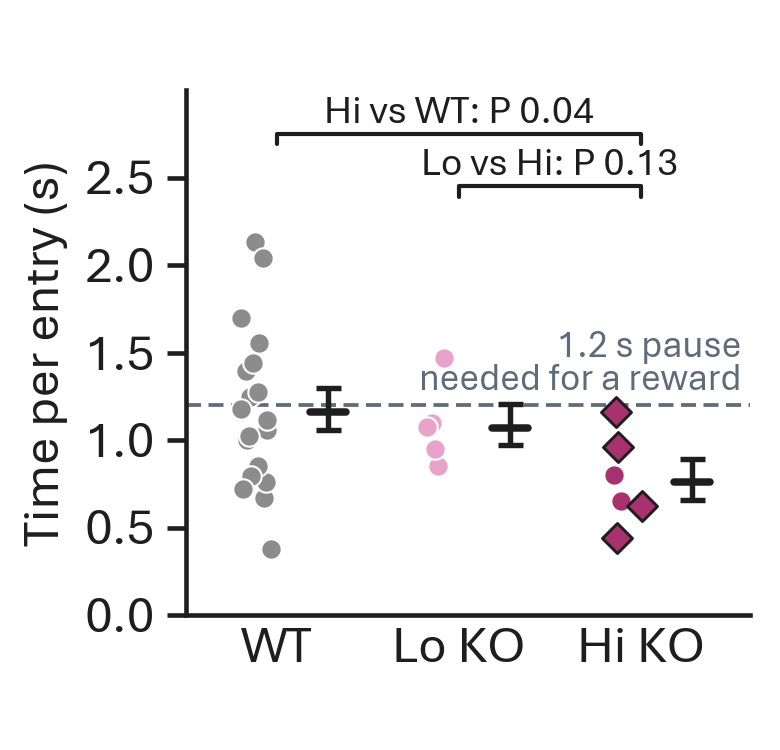 Hi vs WT: P 0.04
Lo vs Hi: P 0.13
Time per entry (s)
2.5
2.0
1.5
1.0
0.5
0.0
1.2 s pause
needed for a reward
WT
Lo KO
Hi KO